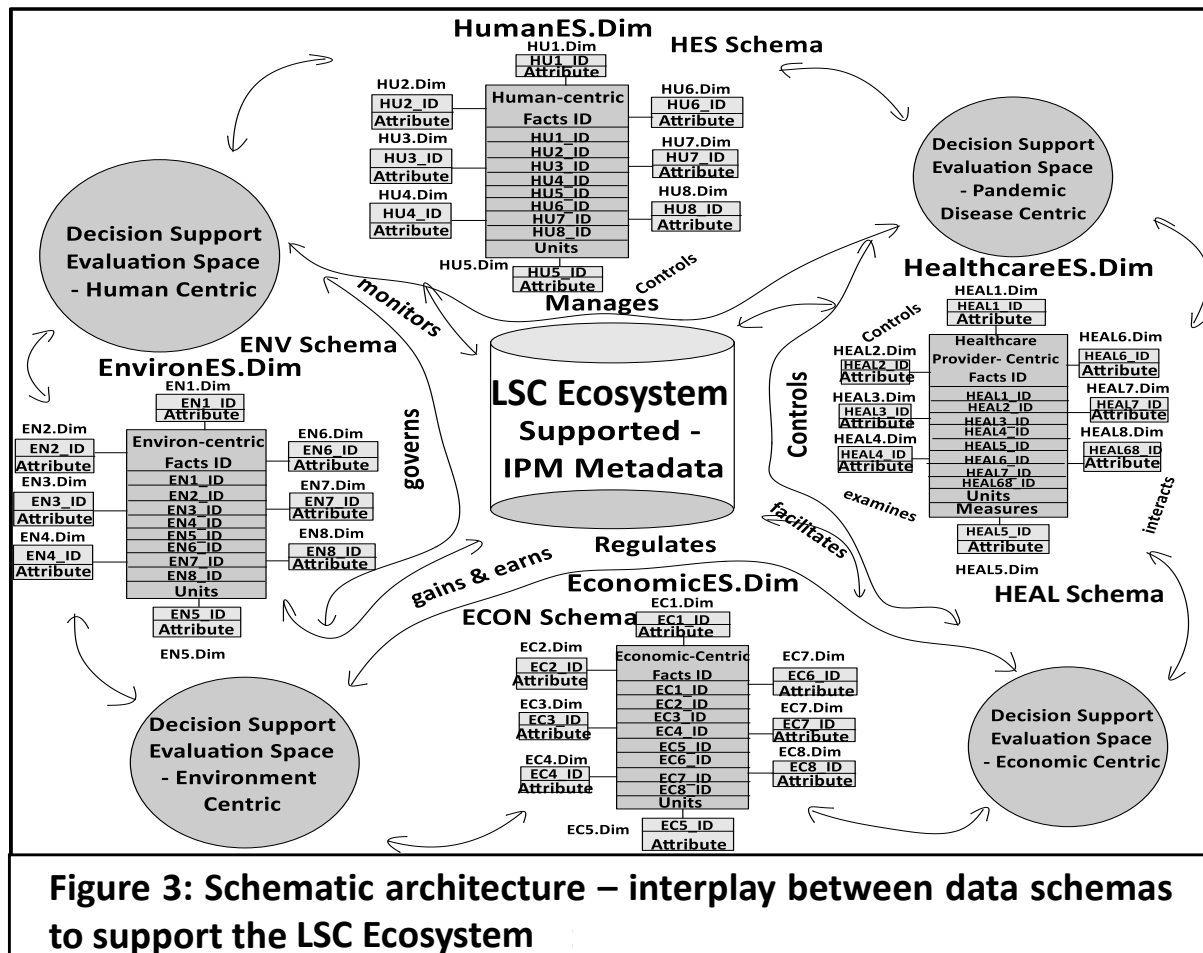 HumanES.Dim
HES Schema
HU1.Dim
HU1_ID
Attribute
HU2.Dim
HU2_ID
Attribute
HU3.Dim
HU3_ID
Attribute
HU4.Dim
HU4_ID
Attribute
HU5.Dim
HU5_ID
Attribute
Human-centric
Facts ID
HU1_ID
HU2_ID
HU3_ID
HU4_ID
HU5_ID
HU6_ID
HU7_ID
HU8_ID
Units
HU6.Dim
HU6_ID
Attribute
HU7.Dim
HU7_ID
Attribute
HU8.Dim
HU8_ID
Attribute
Decision Support
Evaluation Space
- Human Centric
Decision Support
Evaluation Space
- Pandemic
Disease Centric
monitors
Manages
Controls
governs
LSC Ecosystem
Supported -
IPM Metadata
Controls
Regulates
facilitates
gains & earns
ENV Schema
EnvironES.Dim
EN1.Dim
EN1_ID
Attribute
EN2.Dim
EN2_ID
Attribute
EN3.Dim
EN3_ID
Attribute
EN4.Dim
EN4_ID
Attribute
Environ-centric
Facts ID
EN1_ID
EN2_ID
EN3_ID
EN4_ID
EN5_ID
EN6_ID
EN7_ID
EN8_ID
Units
EN6.Dim
EN6_ID
Attribute
EN7.Dim
EN7_ID
Attribute
EN8.Dim
EN8_ID
Attribute
EN5_ID
Attribute
EN5.Dim
HealthcareES.Dim
HEAL1.Dim
HEAL1_ID
Attribute
Controls
HEAL2.Dim
HEAL2_ID
Attribute
HEAL3.Dim
HEAL3_ID
Attribute
HEAL4.Dim
HEAL4_ID
Attribute
examines
Healthcare
Provider- Centric
Facts ID
HEAL1_ID
HEAL2_ID
HEAL3_ID
HEAL4_ID
HEAL5_ID
HEAL6_ID
HEAL7_ID
HEAL68_ID
Units
Measures
HEAL6.Dim
HEAL6_ID
Attribute
HEAL7.Dim
HEAL7_ID
Attribute
HEAL8.Dim
HEAL68_ID
Attribute
interacts
HEAL5_ID
Attribute
HEAL5.Dim
HEAL Schema
EconomicES.Dim
ECON Schema
EC1.Dim
EC1_ID
Attribute
EC2.Dim
EC2_ID
Attribute
EC3.Dim
EC3_ID
Attribute
EC4.Dim
EC4_ID
Attribute
Economic-Centric
Facts ID
EC1_ID
EC2_ID
EC3_ID
EC4_ID
EC5_ID
EC6_ID
EC7_ID
EC8_ID
Units
EC7.Dim
EC6_ID
Attribute
EC7.Dim
EC7_ID
Attribute
EC8.Dim
EC8_ID
Attribute
EC5.Dim
EC5_ID
Attribute
Decision Support
Evaluation Space
- Environment
Centric
Decision Support
Evaluation Space
- Economic Centric
Figure 3: Schematic architecture – interplay between data schemas
to support the LSC Ecosystem